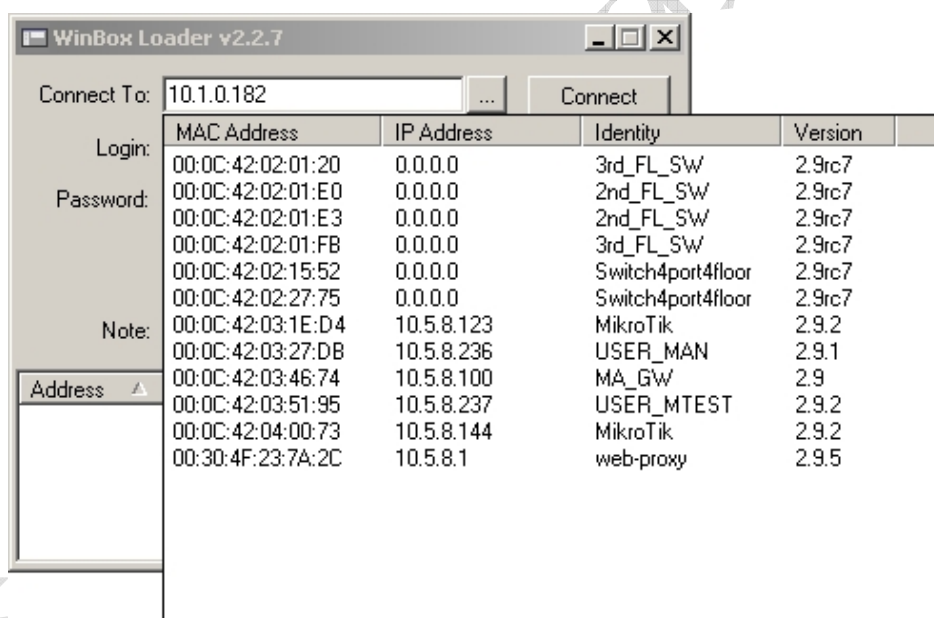 WinBox Loader v2.2.7
Connect To: 10.1.0.182 ... Connect
Login:
Password:
Note:
Address
MAC Address IP Address Identity Version
00:0C:42:02:01:20 0.0.0.0 3rd_FL_SW 2.9rc7
00:0C:42:02:01:E0 0.0.0.0 2nd_FL_SW 2.9rc7
00:0C:42:02:01:E3 0.0.0.0 2nd_FL_SW 2.9rc7
00:0C:42:02:01:FB 0.0.0.0 3rd_FL_SW 2.9rc7
00:0C:42:02:15:52 0.0.0.0 Switch4port4floor 2.9rc7
00:0C:42:02:27:75 0.0.0.0 Switch4port4floor 2.9rc7
00:0C:42:03:1E:D4 10.5.8.123 MikroTik 2.9.2
00:0C:42:03:27:DB 10.5.8.236 USER_MAN 2.9.1
00:0C:42:03:46:74 10.5.8.100 MA_GW 2.9
00:0C:42:03:51:95 10.5.8.237 USER_MTEST 2.9.2
00:0C:42:04:00:73 10.5.8.144 MikroTik 2.9.2
00:30:4F:23:7A:2C 10.5.8.1 web-proxy 2.9.5